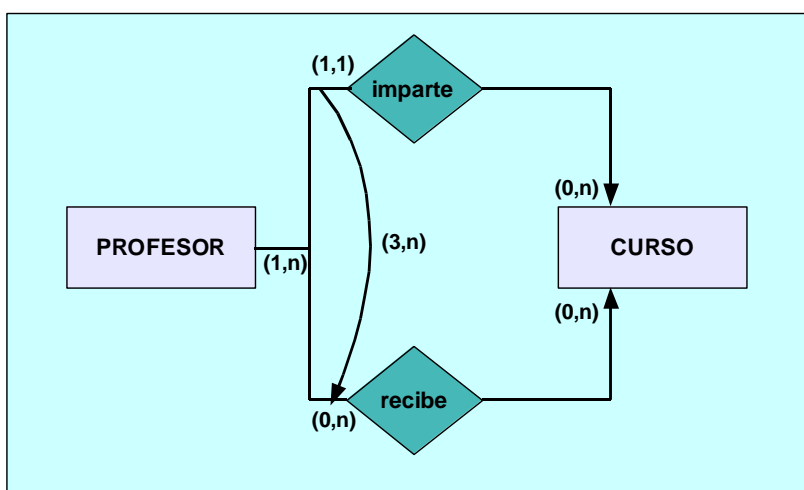 (1,1)
imparte
(0,n)
PROFESOR
(1,n)
(3,n)
CURSO
(0,n)
recibe
(0,n)